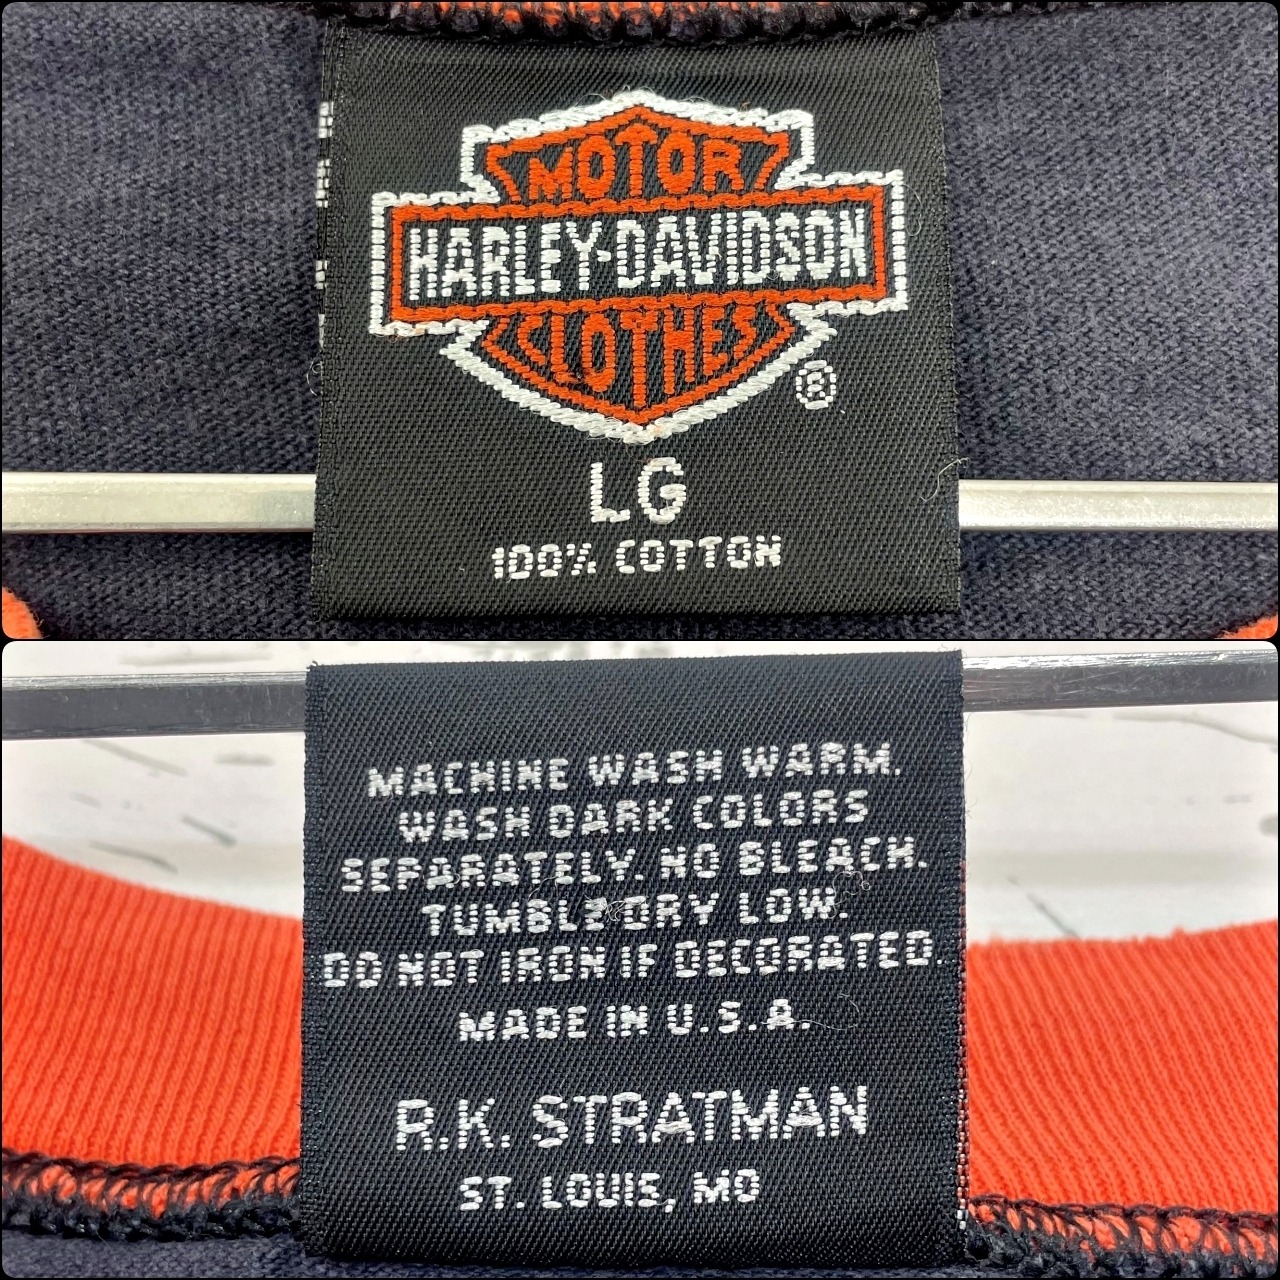 MOTOR
HARLEY-DAVIDSON
CLOTHES
®
LG
100% COTTON
MACHINE WASH WARM.
WASH DARK COLORS
SEPARATELY. NO BLEACH.
TUMBLE DRY LOW.
DO NOT IRON IF DECORATED.
MADE IN U.S.A.
R.K. STRATMAN
ST. LOUIS, MO